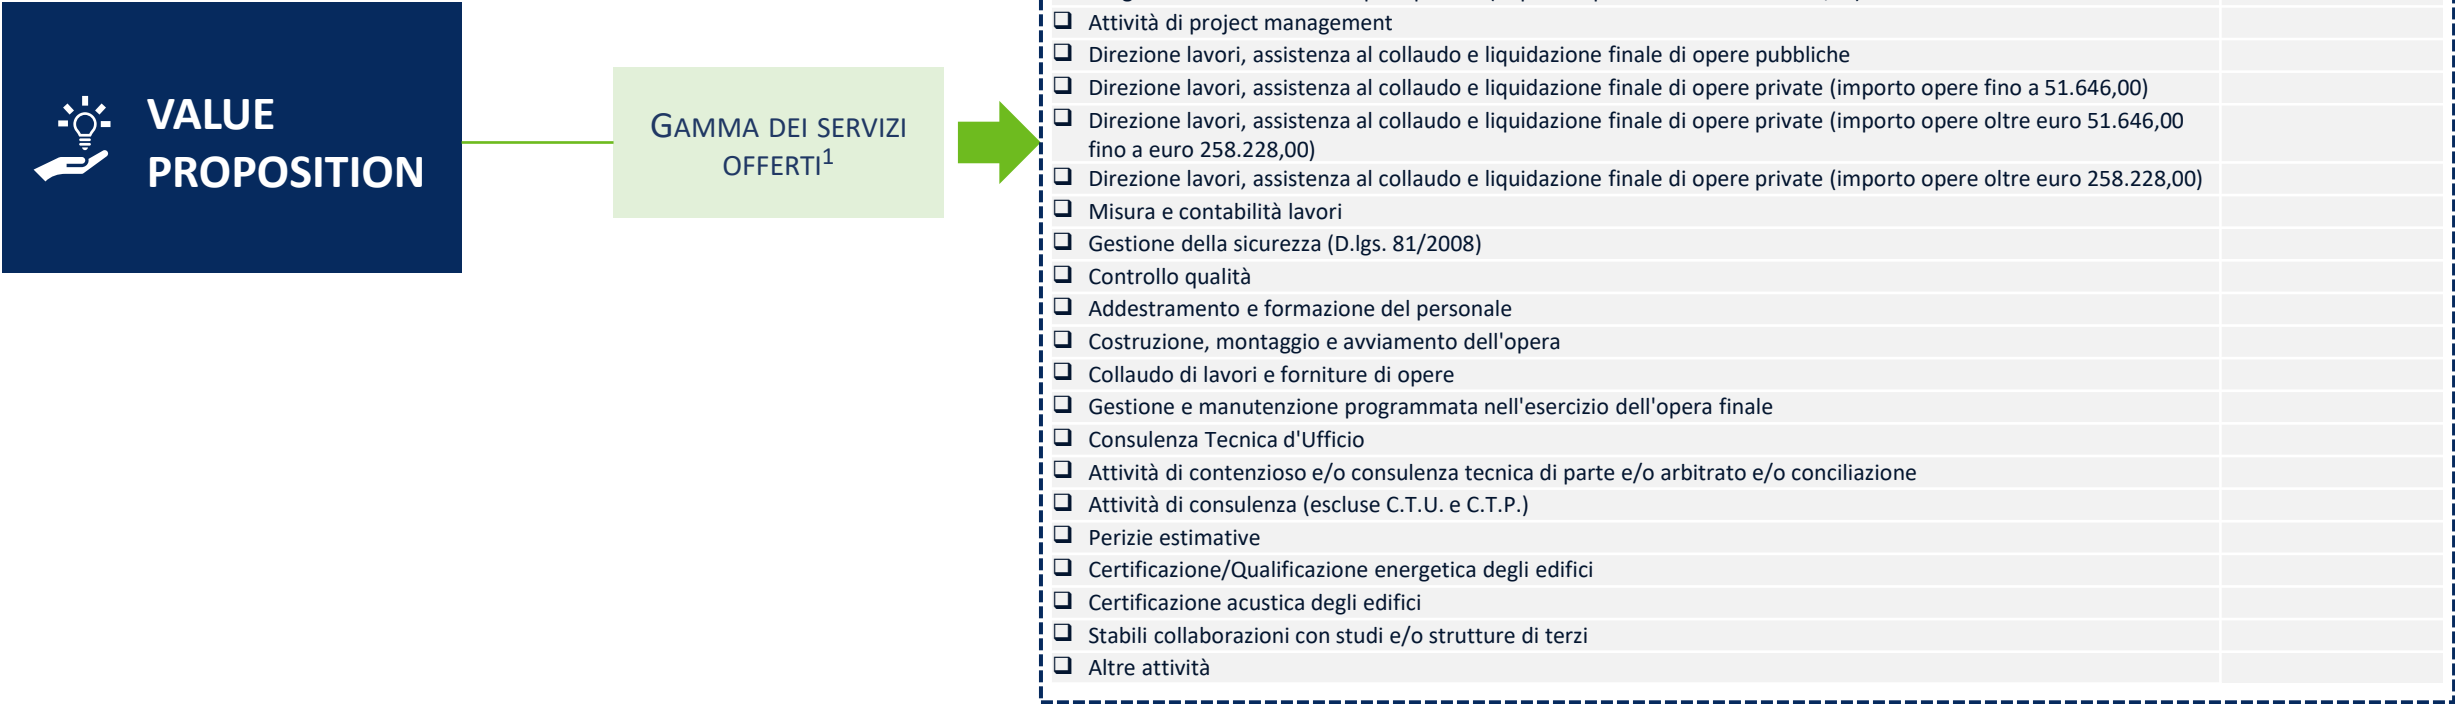 VALUE
PROPOSITION
GAMMA DEI SERVIZI
OFFERTI1
Attività di project management
Direzione lavori, assistenza al collaudo e liquidazione finale di opere pubbliche
Direzione lavori, assistenza al collaudo e liquidazione finale di opere private (importo opere fino a 51.646,00)
Direzione lavori, assistenza al collaudo e liquidazione finale di opere private (importo opere oltre euro 51.646,00
fino a euro 258.228,00)
Direzione lavori, assistenza al collaudo e liquidazione finale di opere private (importo opere oltre euro 258.228,00)
Misura e contabilità lavori
Gestione della sicurezza (D.lgs. 81/2008)
Controllo qualità
Addestramento e formazione del personale
Costruzione, montaggio e avviamento dell'opera
Collaudo di lavori e forniture di opere
Gestione e manutenzione programmata nell'esercizio dell'opera finale
Consulenza Tecnica d'Ufficio
Attività di contenzioso e/o consulenza tecnica di parte e/o arbitrato e/o conciliazione
Attività di consulenza (escluse C.T.U. e C.T.P.)
Perizie estimative
Certificazione/Qualificazione energetica degli edifici
Certificazione acustica degli edifici
Stabili collaborazioni con studi e/o strutture di terzi
Altre attività